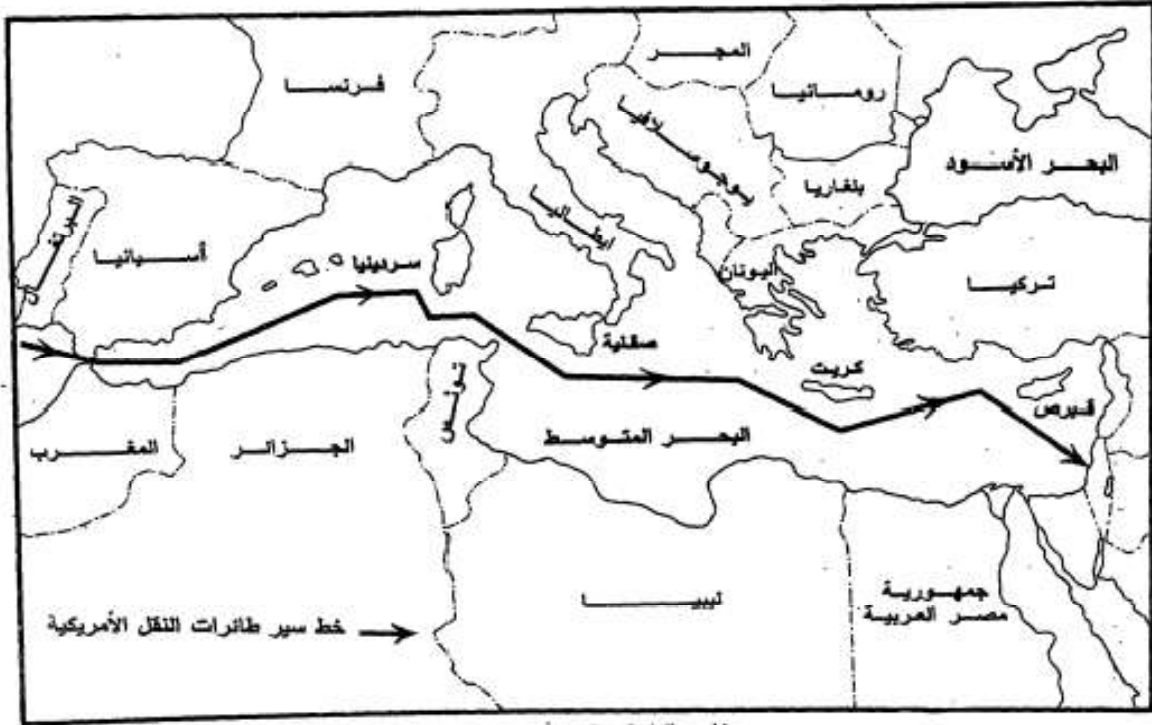 المجر
فرنسا
رومانيا
يوجوسلافيا
البحر الأسود
بلغاريا
إيطاليا
البرتغال
أسبانيا
سردينيا
اليونان
تركيا
صقلية
كريت
قبرص
تونس
البحر المتوسط
المغرب
الجزائر
ليبيا
جمهورية
مصر العربية
خط سير طائرات النقل الأمريكية